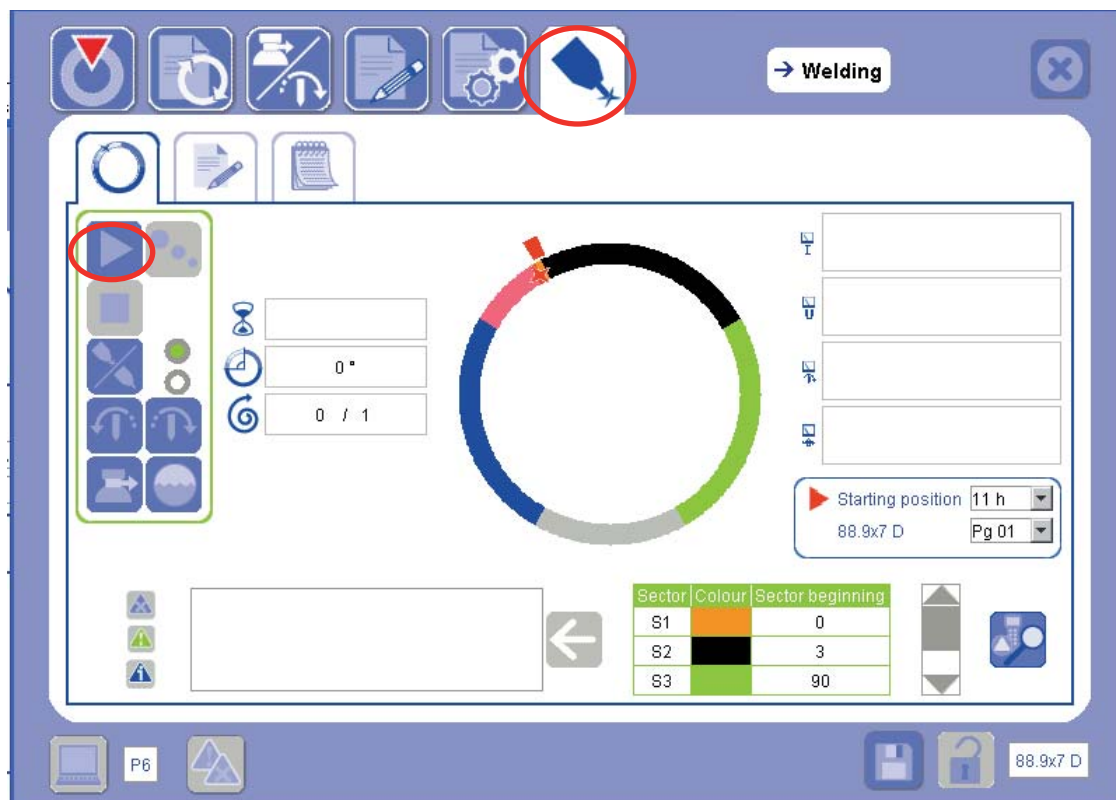 → Welding
I
U
0 °
0 / 1
Starting position 11 h
88.9x7 D Pg 01
Sector Colour Sector beginning
S1 0
S2 3
S3 90
P6
88.9x7 D